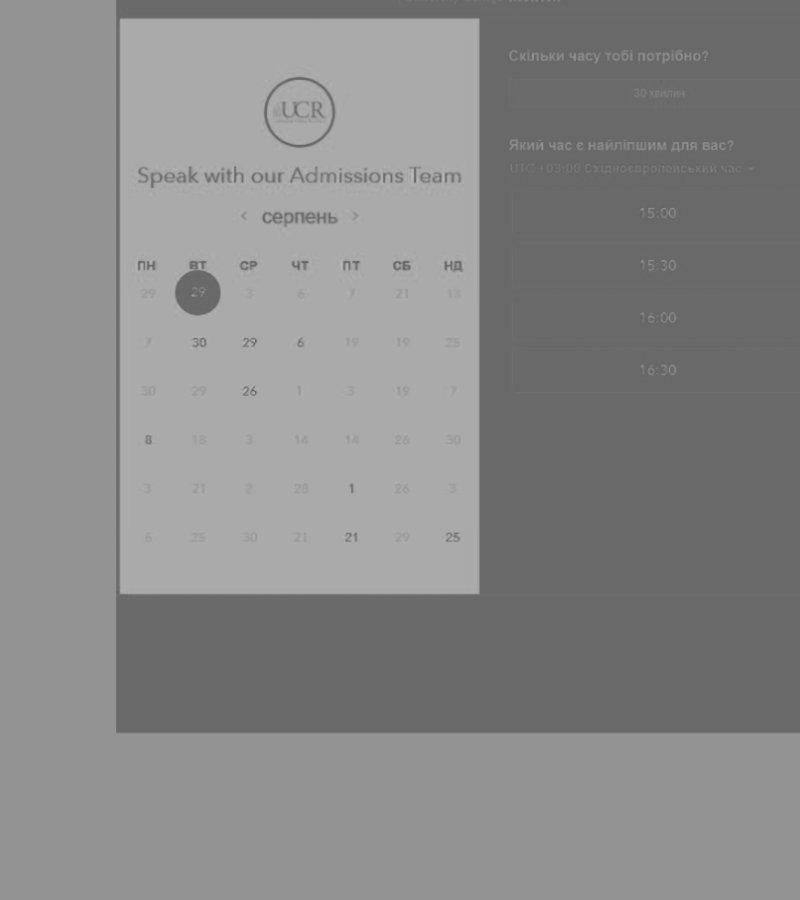 UCR
Speak with our Admissions Team
серпень
ПН ВТ СР ЧТ ПТ СБ НД
29 29 3 6 7 21 13
7 30 29 6 19 19 25
30 29 26 1 3 19 7
8 18 3 14 14 26 30
3 21 2 28 1 26 3
6 25 30 21 21 29 25
Скільки часу тобі потрібно?
30 хвилин
Який час є найліпшим для вас?
UTC +03:00 Східноєвропейський час
15:00
15:30
16:00
16:30